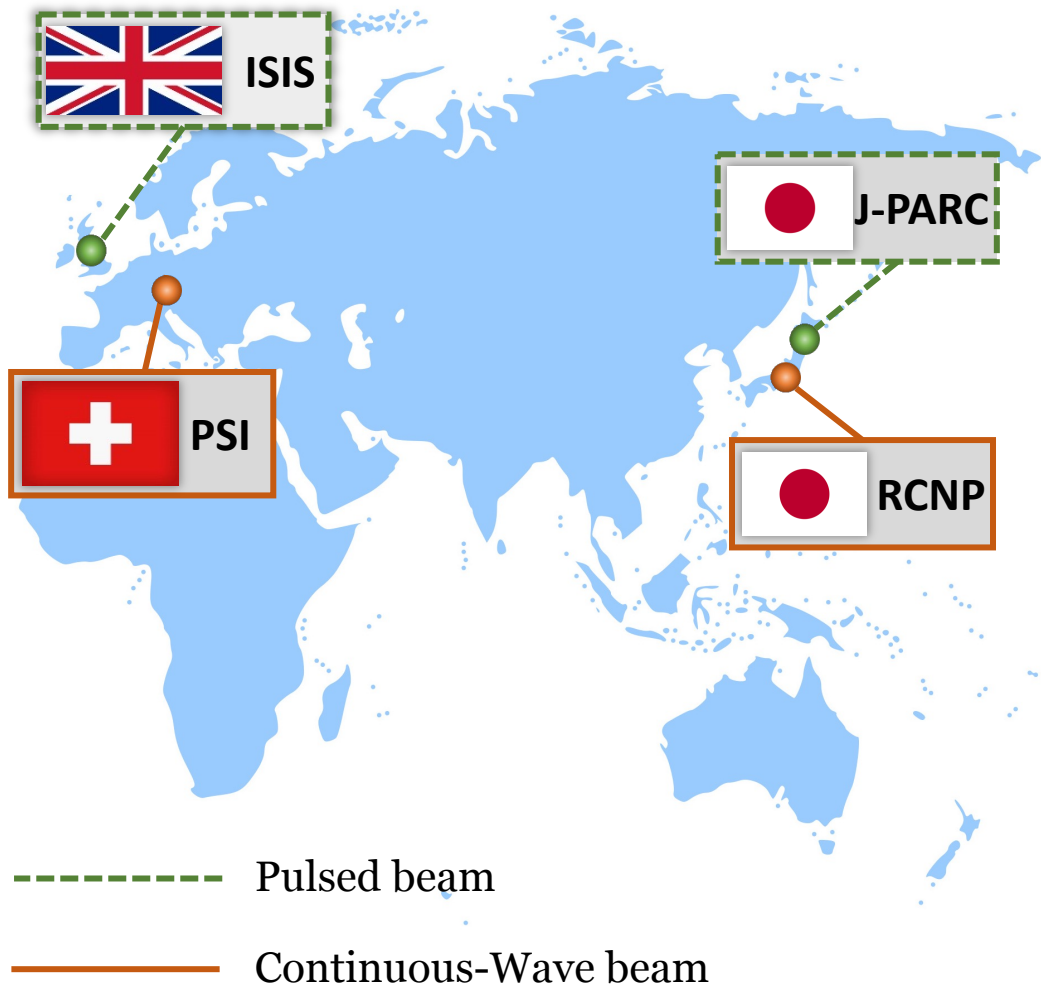 ISIS
J-PARC
PSI
RCNP
Pulsed beam
Continuous-Wave beam